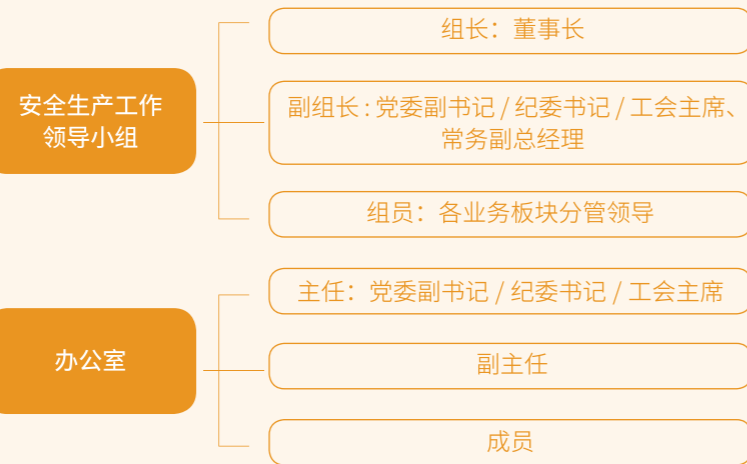 安全生产工作
领导小组
组长：董事长
副组长 : 党委副书记 / 纪委书记 / 工会主席、
常务副总经理
组员：各业务板块分管领导
办公室
主任：党委副书记 / 纪委书记 / 工会主席
副主任
成员